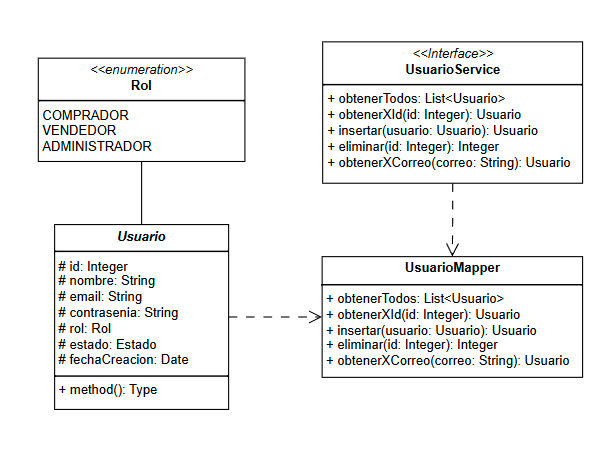 <<enumeration>>
Rol
COMPRADOR
VENDEDOR
ADMINISTRADOR
<<Interface>>
UsuarioService
+ obtenerTodos: List<Usuario>
+ obtenerXId(id: Integer): Usuario
+ insertar(usuario: Usuario): Usuario
+ eliminar(id: Integer): Integer
+ obtenerXCorreo(correo: String): Usuario
Usuario
# id: Integer
# nombre: String
# email: String
# contrasenia: String
# rol: Rol
# estado: Estado
# fechaCreacion: Date
+ method(): Type
UsuarioMapper
+ obtenerTodos: List<Usuario>
+ obtenerXId(id: Integer): Usuario
+ insertar(usuario: Usuario): Usuario
+ eliminar(id: Integer): Integer
+ obtenerXCorreo(correo: String): Usuario